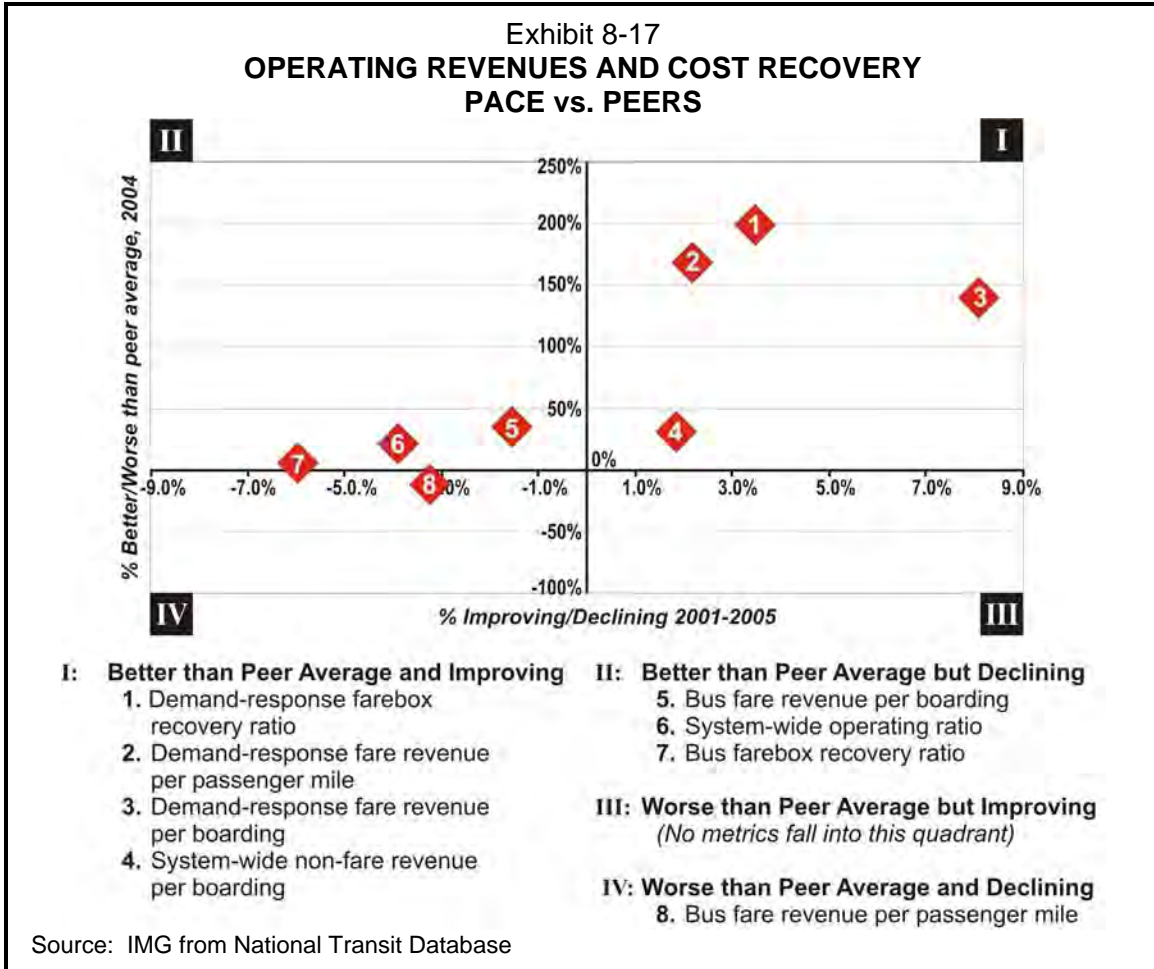 Exhibit 8-17
OPERATING REVENUES AND COST RECOVERY
PACE vs. PEERS
II
I
% Better/Worse than peer average, 2004
250%
200%
150%
100%
50%
0%
-50%
-100%
1
2
3
4
5
6
7
8
-9.0%
-7.0%
-5.0%
-1.0%
1.0%
3.0%
5.0%
7.0%
9.0%
IV
% Improving/Declining 2001-2005
III
I: Better than Peer Average and Improving
1. Demand-response farebox
recovery ratio
2. Demand-response fare revenue
per passenger mile
3. Demand-response fare revenue
per boarding
4. System-wide non-fare revenue
per boarding
II: Better than Peer Average but Declining
5. Bus fare revenue per boarding
6. System-wide operating ratio
7. Bus farebox recovery ratio
III: Worse than Peer Average but Improving
(No metrics fall into this quadrant)
IV: Worse than Peer Average and Declining
8. Bus fare revenue per passenger mile
Source: IMG from National Transit Database